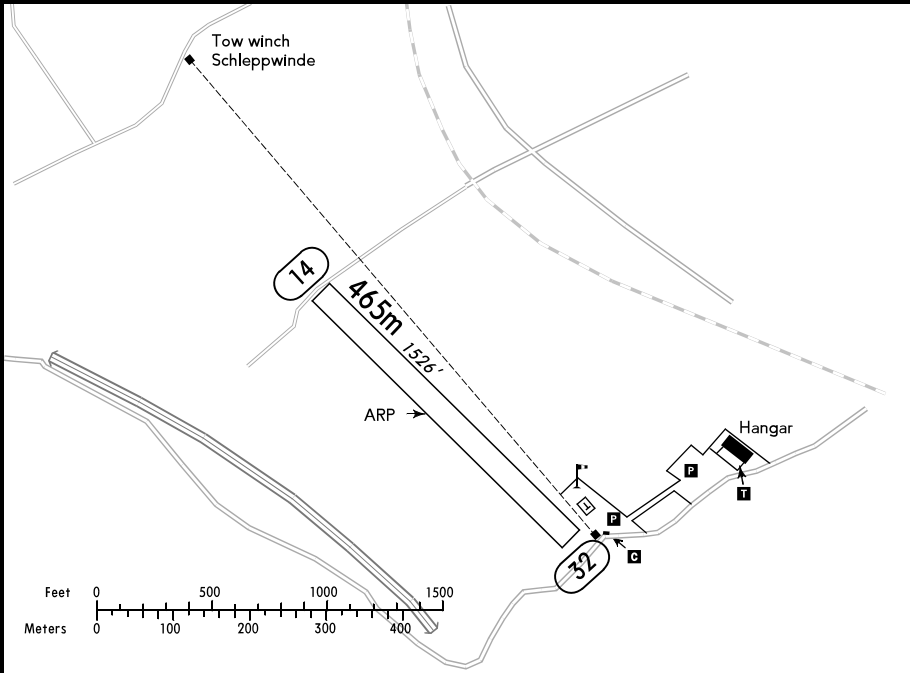 Tow winch
Schleppwinde
14
465m
1526'
ARP
Hangar
P
T
T
P
C
32
Feet 0 500 1000 1500
Meters 0 100 200 300 400